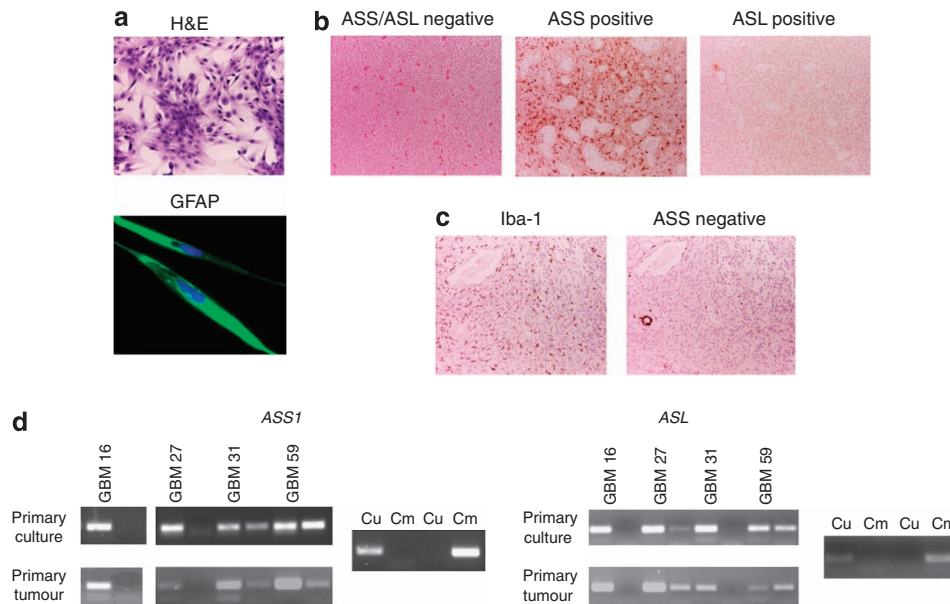 a
H&E
GFAP
b
ASS/ASL negative
ASS positive
ASL positive
c
Iba-1
ASS negative
d
ASS1
GBM 16
GBM 27
GBM 31
GBM 59
Primary
culture
Primary
tumour
Cu Cm Cu Cm
ASL
GBM 16
GBM 27
GBM 31
GBM 59
Primary
culture
Primary
tumour
Cu Cm Cu Cm